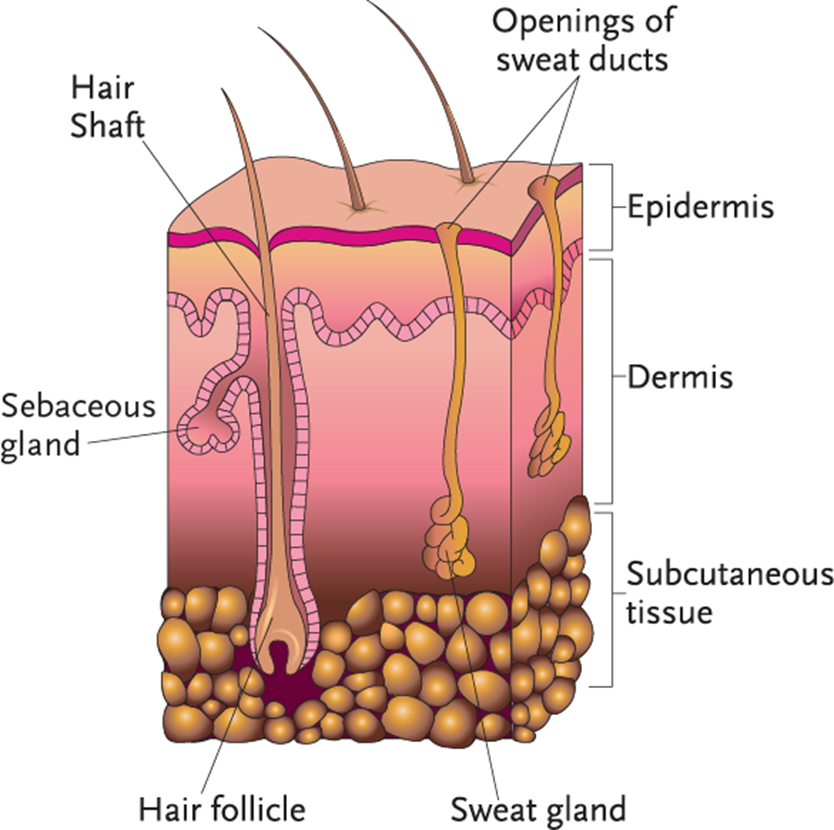 Openings of
sweat ducts
Hair
Shaft
Epidermis
Dermis
Sebaceous
gland
Subcutaneous
tissue
Hair follicle
Sweat gland